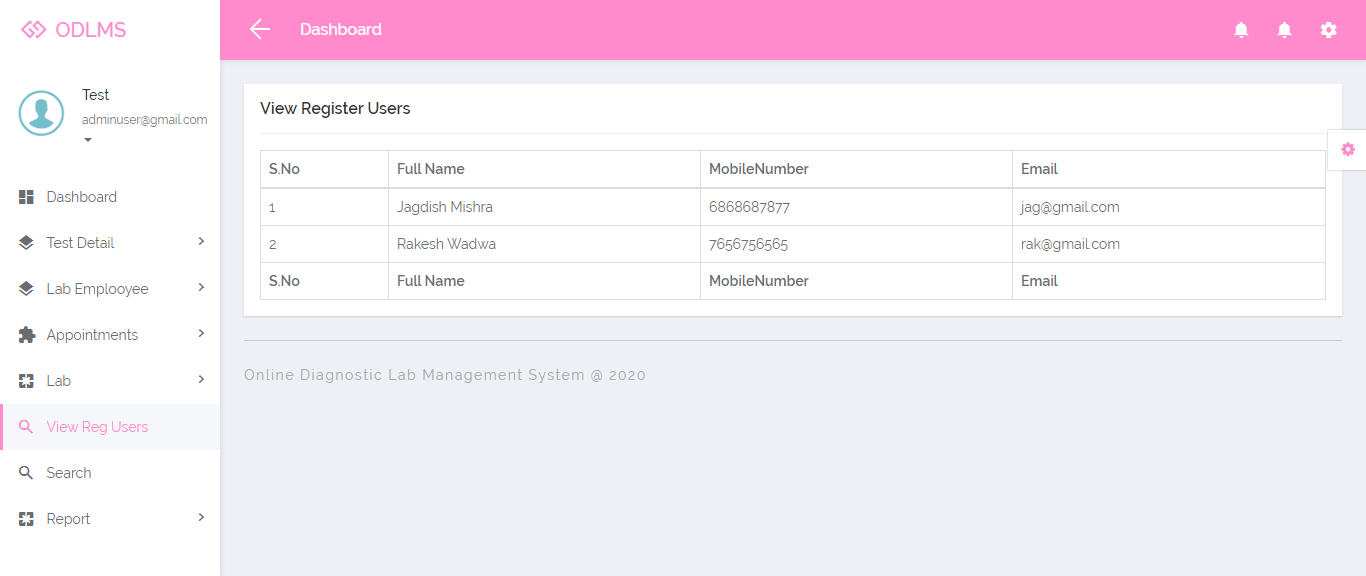 ODLMS
Dashboard
Test
adminuser@gmail.com
Dashboard
Test Detail
Lab Emplooyee
Appointments
Lab
View Reg Users
Search
Report
View Register Users
S.No Full Name MobileNumber Email
1 Jagdish Mishra 6868687877 jag@gmail.com
2 Rakesh Wadwa 7656756565 rak@gmail.com
S.No Full Name MobileNumber Email
Online Diagnostic Lab Management System @ 2020